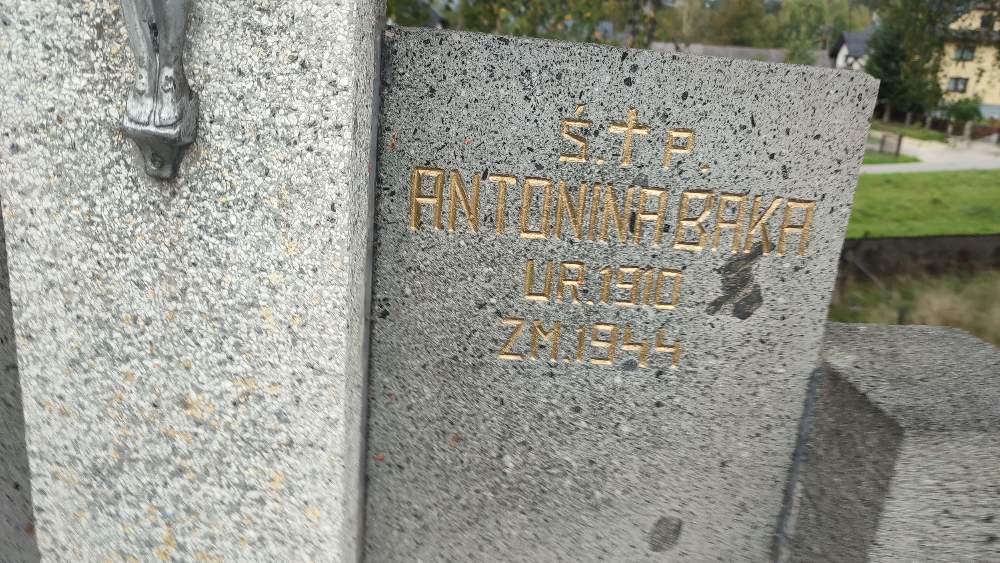 Ś.†P.
ANTONINA BAKA
UR.1910
ZM.1944